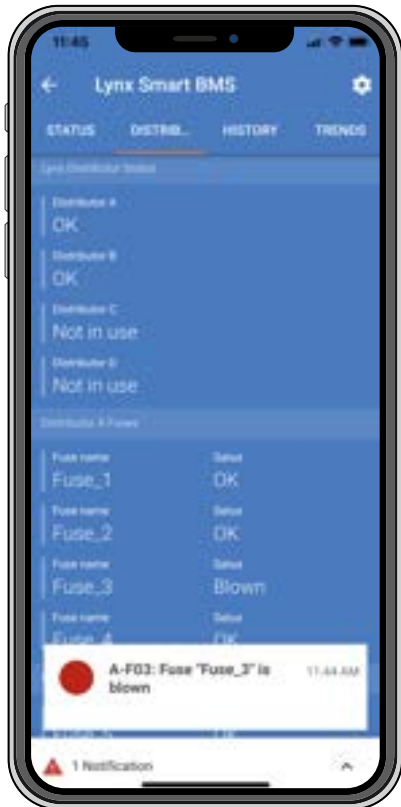 11:45
Lynx Smart BMS
STATUS DISTRIB... HISTORY TRENDS
Lynx Distributor Status
Distributor A
OK
Distributor B
OK
Distributor C
Not in use
Distributor D
Not in use
Distributor A Fuses
Fuse name Status
Fuse_1 OK
Fuse name Status
Fuse_2 OK
Fuse name Status
Fuse_3 Blown
Fuse name Status
Fuse_4 OK
A-F03: Fuse "Fuse_3" is 11:44 AM
blown
1 Notification